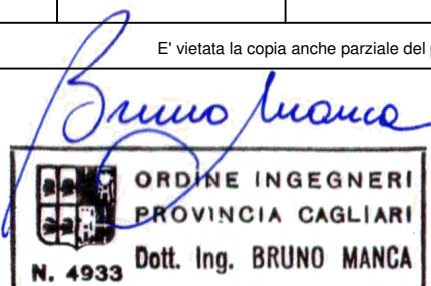 E' vietata la copia anche parziale del
Bruno Manca
ORDINE INGEGNERI
PROVINCIA CAGLIARI
Dott. Ing. BRUNO MANCA
N. 4933